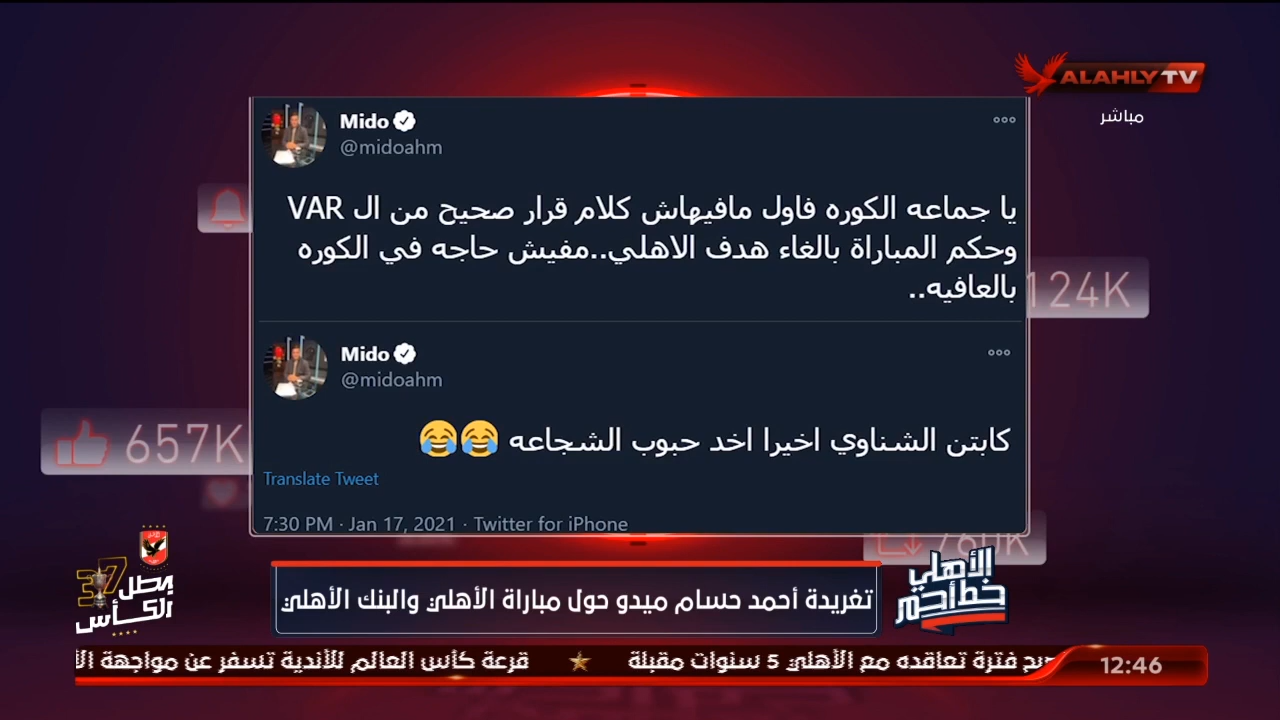 ALAHLY TV
مباشر
Mido
@midoahm
يا جماعه الكوره فاول مافيهاش كلام قرار صحيح من ال VAR
وحكم المباراة بالغاء هدف الاهلي..مفيش حاجه في الكوره
بالعافيه..
124K
Mido
@midoahm
كابتن الشناوي اخيرا اخد حبوب الشجاعه 😂😂
657K
Translate Tweet
7:30 PM · Jan 17, 2021 · Twitter for iPhone
760K
بطل
37
الكأس
تغريدة أحمد حسام ميدو حول مباراة الأهلي والبنك الأهلي
الأهلي
خط أحمر
فترة تعاقده مع الأهلي 5 سنوات مقبلة ★ قرعة كأس العالم للأندية تسفر عن مواجهة
12:46